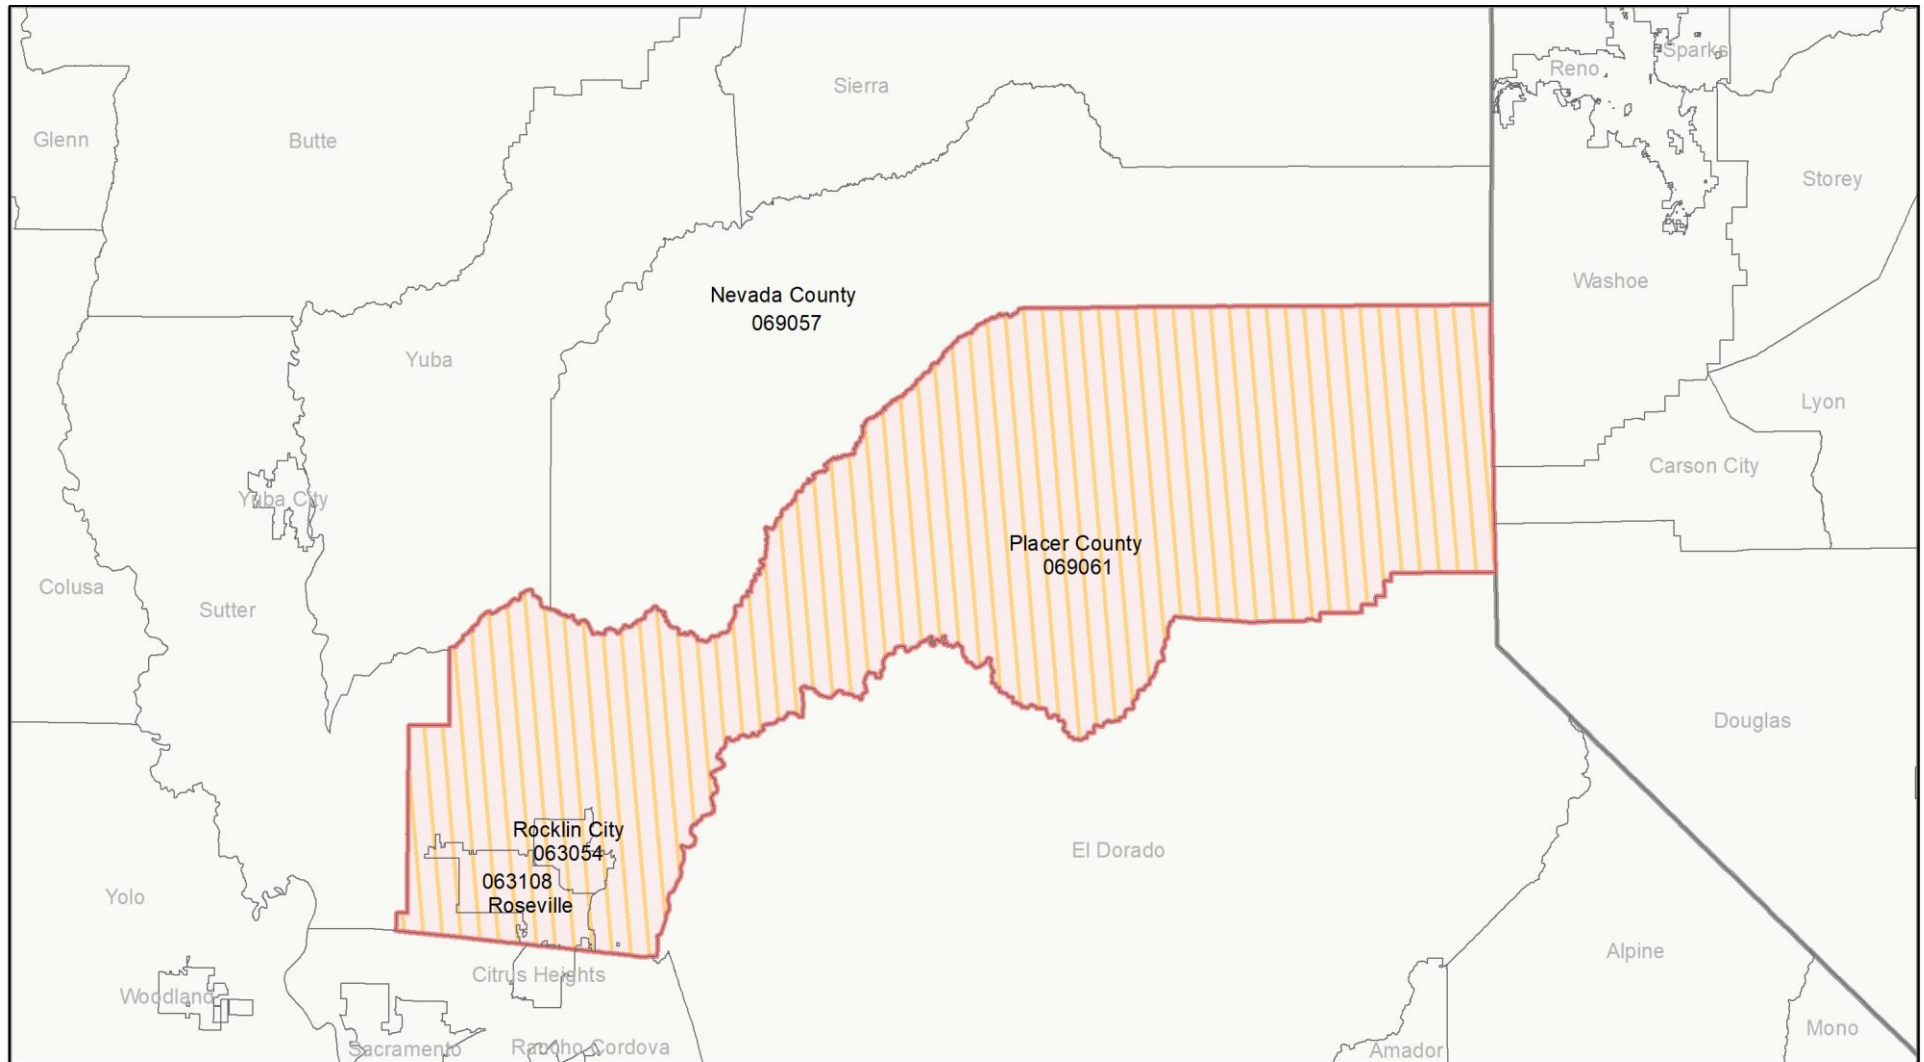 Sparks
Reno
Sierra
Glenn
Butte
Storey
Washoe
Nevada County
069057
Yuba
Lyon
Carson City
Yuba City
Placer County
069061
Colusa
Sutter
Douglas
Rocklin City
063054
El Dorado
063108
Roseville
Yolo
Alpine
Citrus Heights
Woodland
Mono
Sacramento
Rancho Cordova
Amador